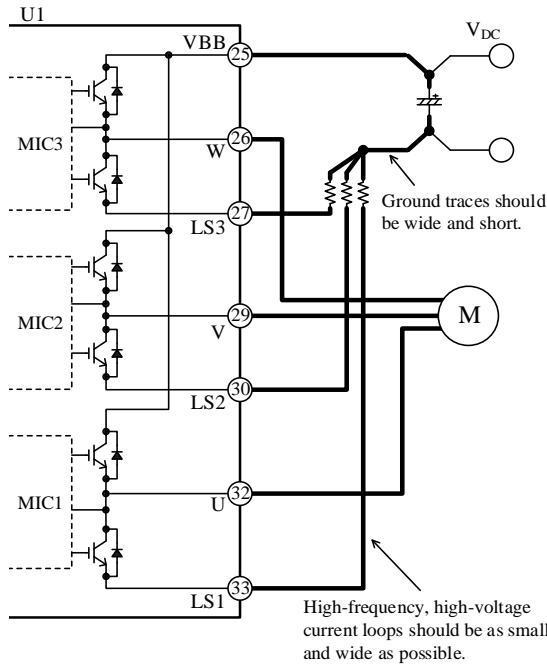 U1
VBB
25
V_DC
MIC3
26
W
27
LS3
Ground traces should
be wide and short.
MIC2
29
V
M
30
LS2
MIC1
32
U
33
LS1
High-frequency, high-voltage
current loops should be as small
and wide as possible.